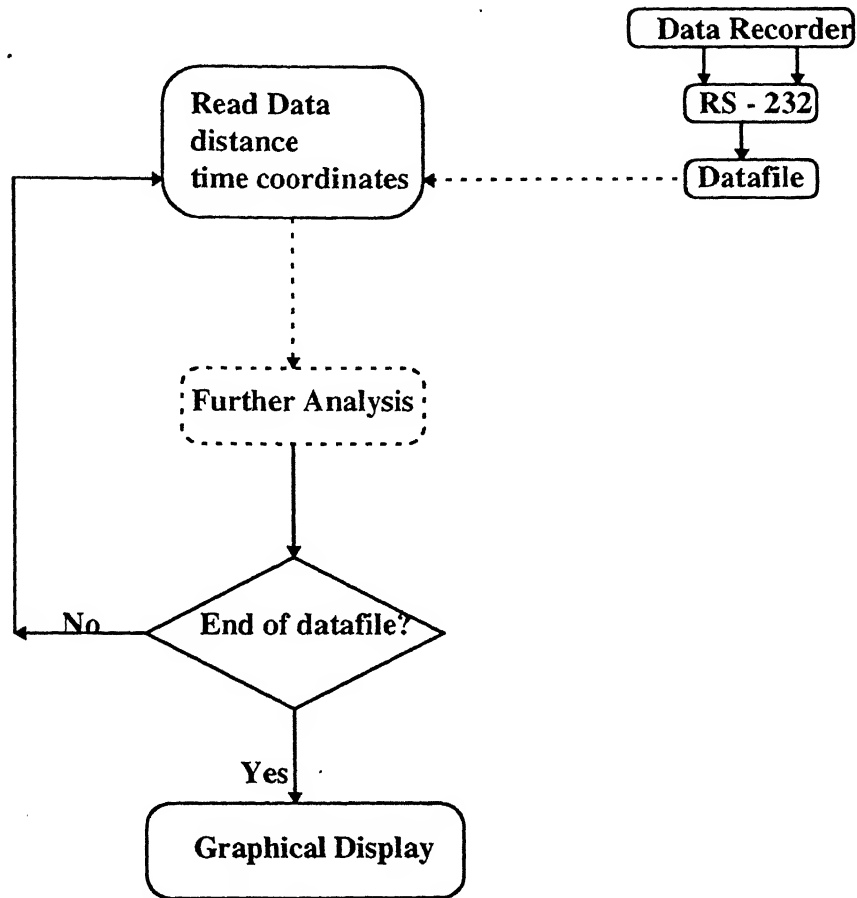 Data Recorder
RS - 232
Datafile
Read Data
distance
time coordinates
Further Analysis
End of datafile?
No
Yes
Graphical Display